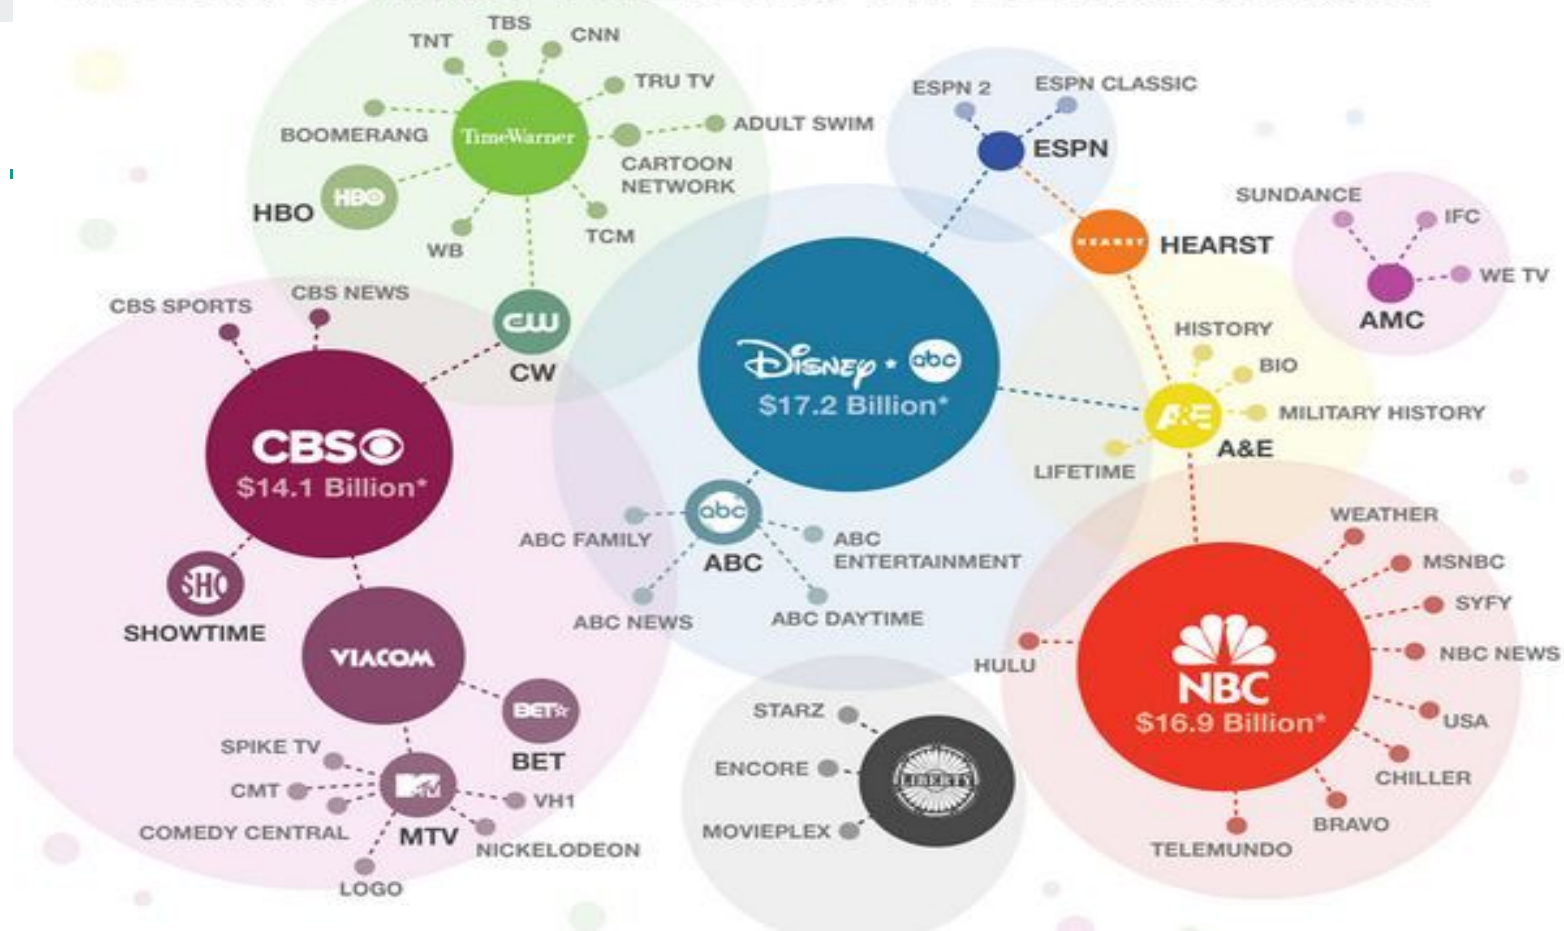 TBS
TNT
CNN
TRU TV
BOOMERANG
TimeWarner
ADULT SWIM
CARTOON
NETWORK
HBO
HBO
WB
TCM
ESPN 2
ESPN CLASSIC
ESPN
HEARST
HEARST
SUNDANCE
IFC
WE TV
AMC
CBS SPORTS
CBS NEWS
CW
CW
CBS
$14.1 Billion*
DISNEY abc
$17.2 Billion*
HISTORY
BIO
MILITARY HISTORY
A&E
A&E
LIFETIME
SHO
SHOWTIME
VIACOM
BET
BET
SPIKE TV
CMT
COMEDY CENTRAL
MTV
VH1
NICKELODEON
LOGO
abc
ABC
ABC FAMILY
ABC
ENTERTAINMENT
ABC NEWS
ABC DAYTIME
STARZ
ENCORE
MOVIEPLEX
LIBERTY
WEATHER
MSNBC
SYFY
NBC NEWS
HULU
NBC
$16.9 Billion*
USA
CHILLER
BRAVO
TELEMUNDO